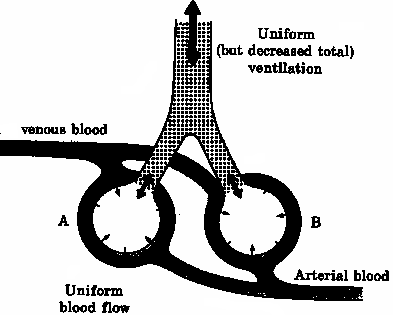 Uniform
(but decreased total)
ventilation
venous blood
A
B
Uniform
blood flow
Arterial blood